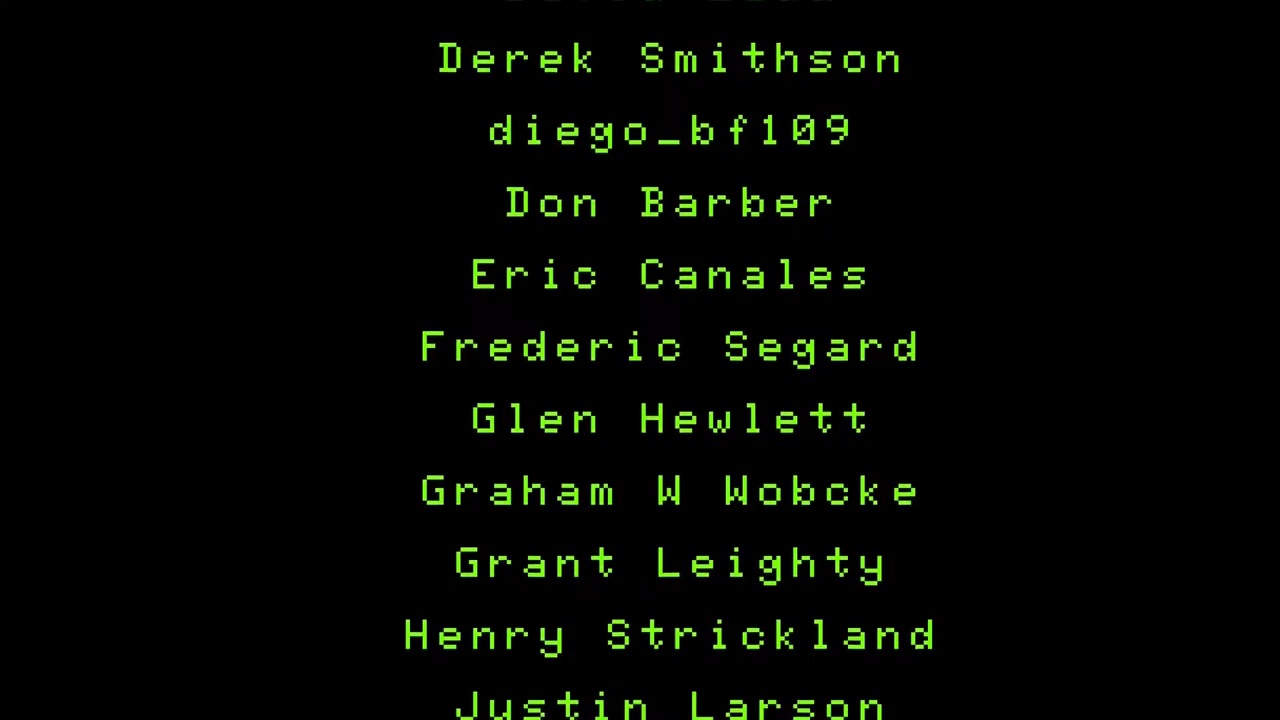 Derek Smithson
diego_bf109
Don Barber
Eric Canales
Frederic Segard
Glen Hewlett
Graham W Wobcke
Grant Leighty
Henry Strickland
Justin Larson